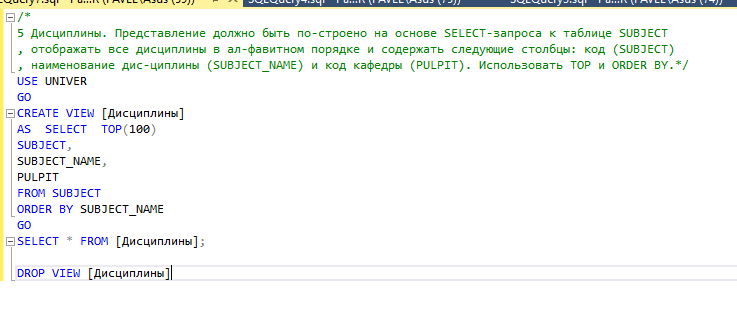 /*
5 Дисциплины. Представление должно быть по-строено на основе SELECT-запроса к таблице SUBJECT
, отображать все дисциплины в ал-фавитном порядке и содержать следующие столбцы: код (SUBJECT)
, наименование дис-циплины (SUBJECT_NAME) и код кафедры (PULPIT). Использовать TOP и ORDER BY.*/
USE UNIVER
GO
CREATE VIEW [Дисциплины]
AS  SELECT  TOP(100)
SUBJECT,
SUBJECT_NAME,
PULPIT
FROM SUBJECT
ORDER BY SUBJECT_NAME
GO
SELECT * FROM [Дисциплины];
DROP VIEW [Дисциплины]